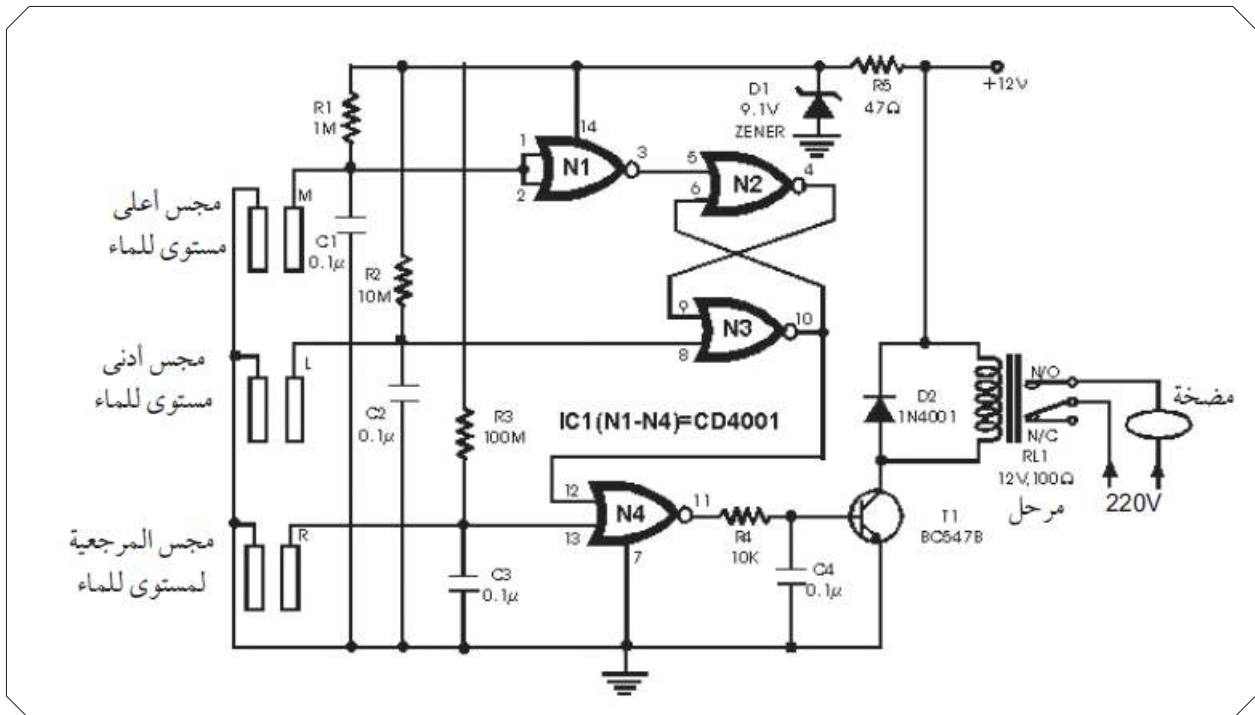 +12V
R5
47Ω
D1
9.1V
ZENER
R1
1M
14
1
2
N1
3
5
6
N2
4
M
مجس أعلى
مستوى للماء
C1
0.1µ
R2
10M
9
8
N3
10
L
مجس أدنى
مستوى للماء
C2
0.1µ
R3
100M
IC1(N1-N4)=CD4001
D2
1N4001
N/O
N/C
RL1
12V,100Ω
مرحل
مضخة
220V
12
13
N4
11
7
R4
10K
T1
BC547B
R
مجس المرجعية
لمستوى للماء
C3
0.1µ
C4
0.1µ